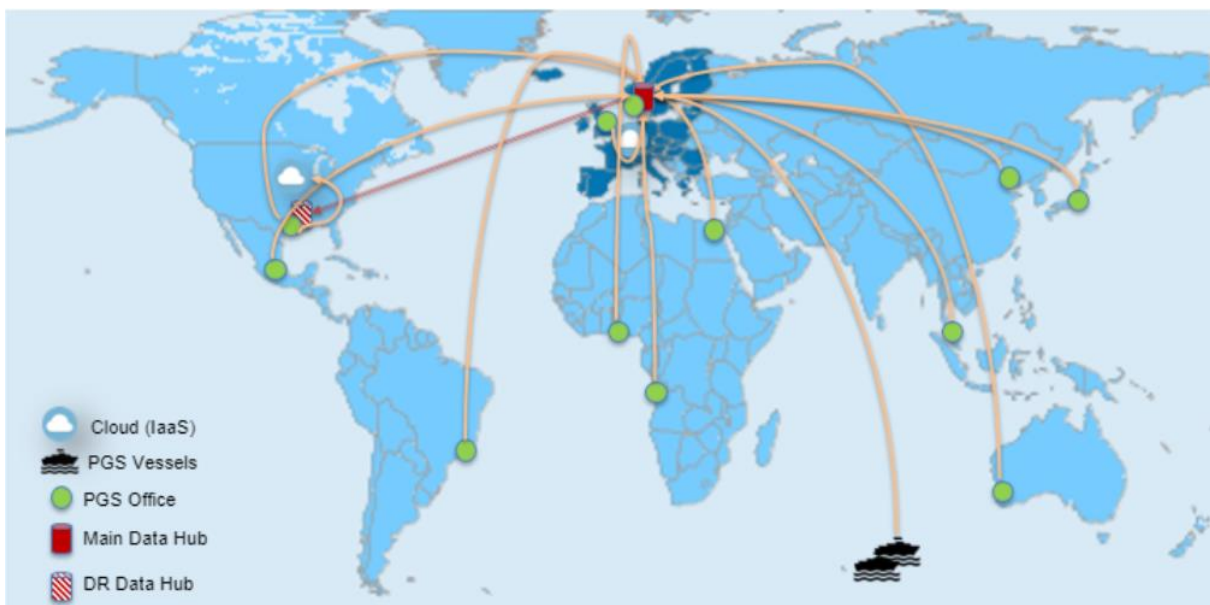 Cloud (IaaS)
PGS Vessels
PGS Office
Main Data Hub
DR Data Hub